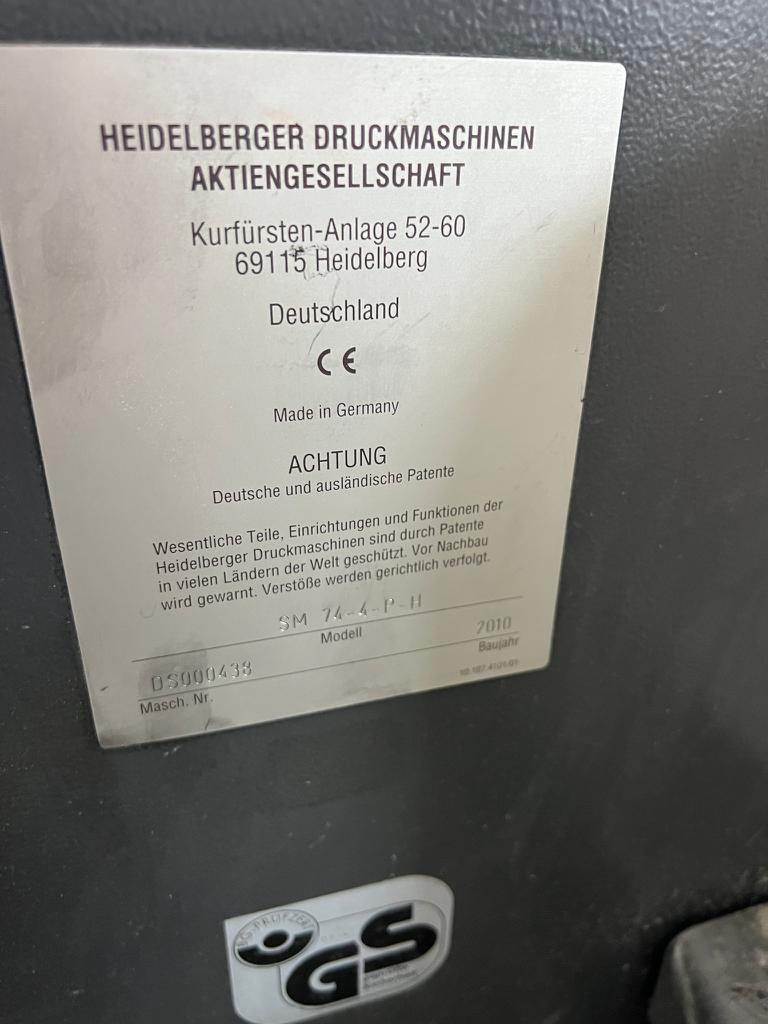 HEIDELBERGER DRUCKMASCHINEN
AKTIENGESELLSCHAFT
Kurfürsten-Anlage 52-60
69115 Heidelberg
Deutschland
CE
Made in Germany
ACHTUNG
Deutsche und ausländische Patente
Wesentliche Teile, Einrichtungen und Funktionen der
Heidelberger Druckmaschinen sind durch Patente
in vielen Ländern der Welt geschützt. Vor Nachbau
wird gewarnt. Verstöße werden gerichtlich verfolgt.
SM 74-4-P-H
Modell
2010
Baujahr
DS000438
Masch. Nr.
BG-PRÜFZERT
GS